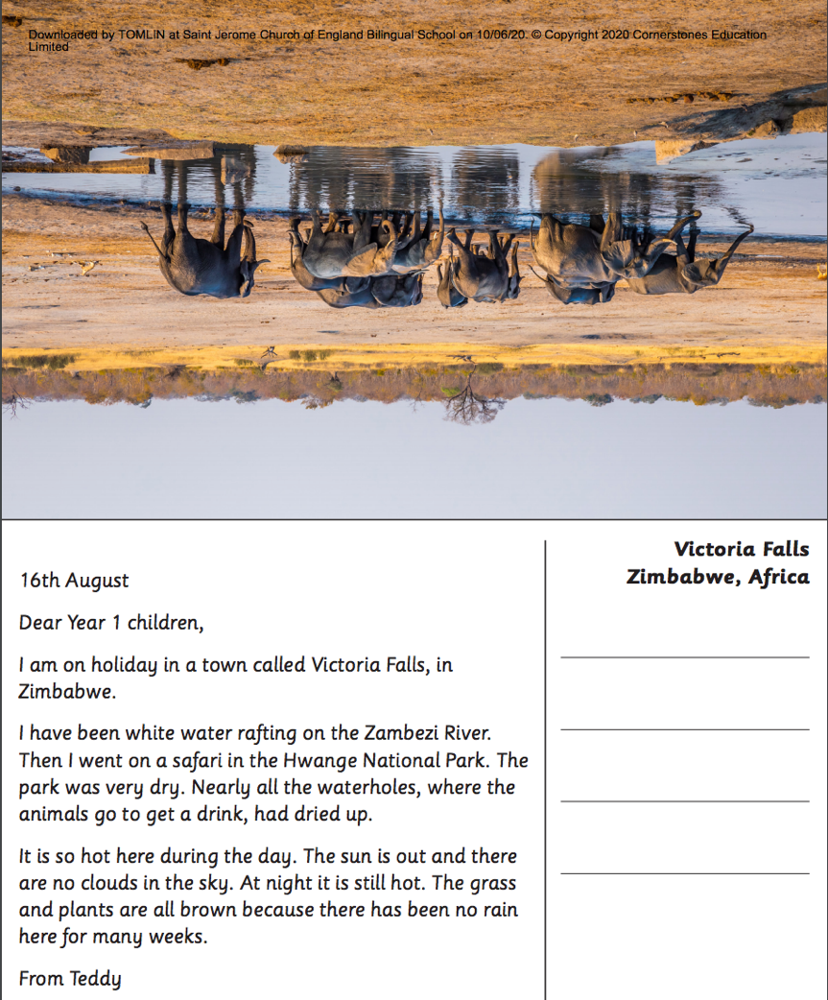 Downloaded by TOMLIN at Saint Jerome Church of England Bilingual School on 10/06/20. © Copyright 2020 Cornerstones Education
Limited
16th August
Dear Year 1 children,
I am on holiday in a town called Victoria Falls, in
Zimbabwe.
I have been white water rafting on the Zambezi River.
Then I went on a safari in the Hwange National Park. The
park was very dry. Nearly all the waterholes, where the
animals go to get a drink, had dried up.
It is so hot here during the day. The sun is out and there
are no clouds in the sky. At night it is still hot. The grass
and plants are all brown because there has been no rain
here for many weeks.
From Teddy
Victoria Falls
Zimbabwe, Africa